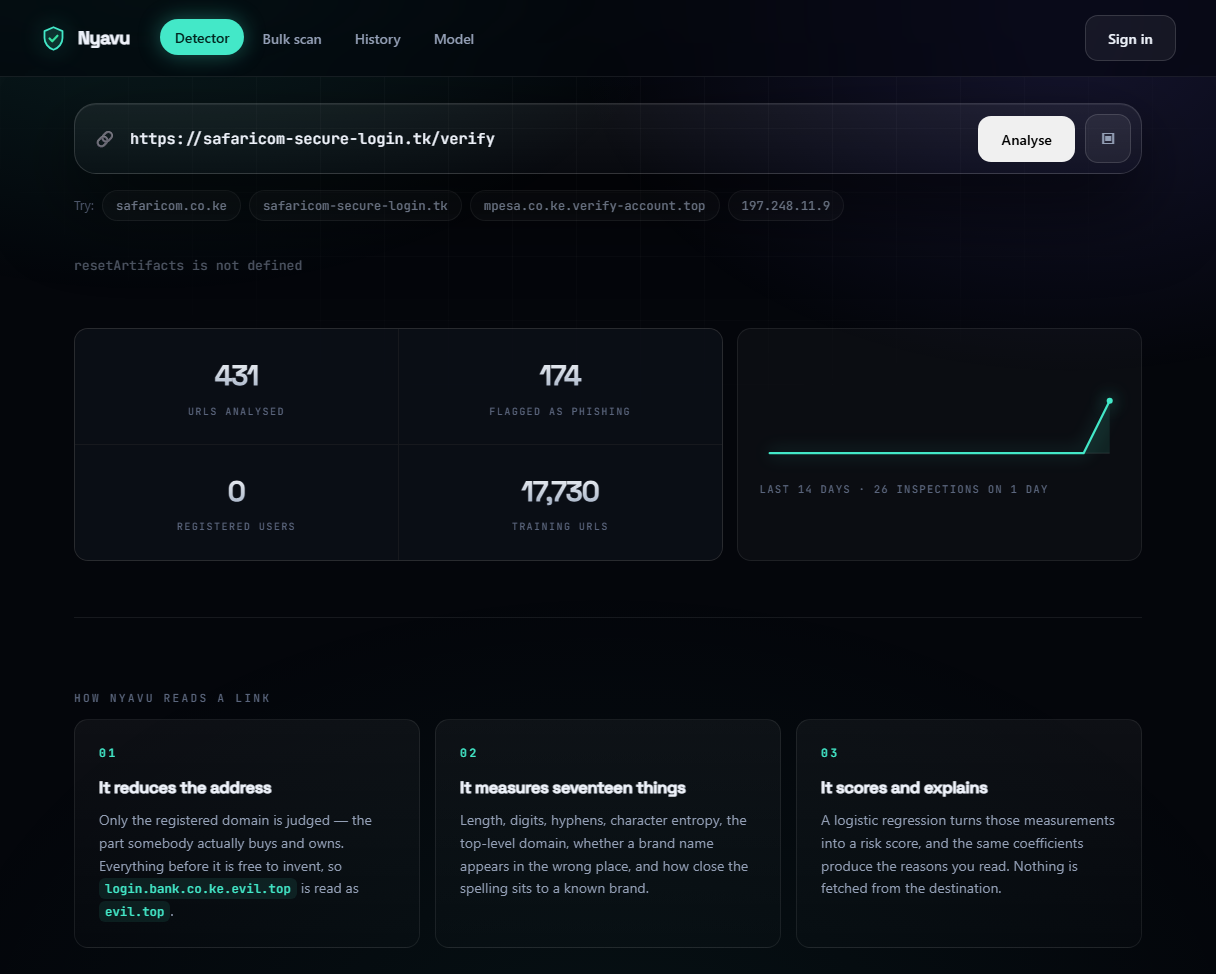 Nyavu Detector Bulk scan History Model Sign in
https://safaricom-secure-login.tk/verify Analyse
Try: safaricom.co.ke safaricom-secure-login.tk mpesa.co.ke.verify-account.top 197.248.11.9
resetArtifacts is not defined
431 174
URLS ANALYSED FLAGGED AS PHISHING
0 17,730
REGISTERED USERS TRAINING URLS
LAST 14 DAYS · 26 INSPECTIONS ON 1 DAY
HOW NYAVU READS A LINK
01
It reduces the address
Only the registered domain is judged — the
part somebody actually buys and owns.
Everything before it is free to invent, so
login.bank.co.ke.evil.top is read as
evil.top.
02
It measures seventeen things
Length, digits, hyphens, character entropy, the
top-level domain, whether a brand name
appears in the wrong place, and how close the
spelling sits to a known brand.
03
It scores and explains
A logistic regression turns those measurements
into a risk score, and the same coefficients
produce the reasons you read. Nothing is
fetched from the destination.